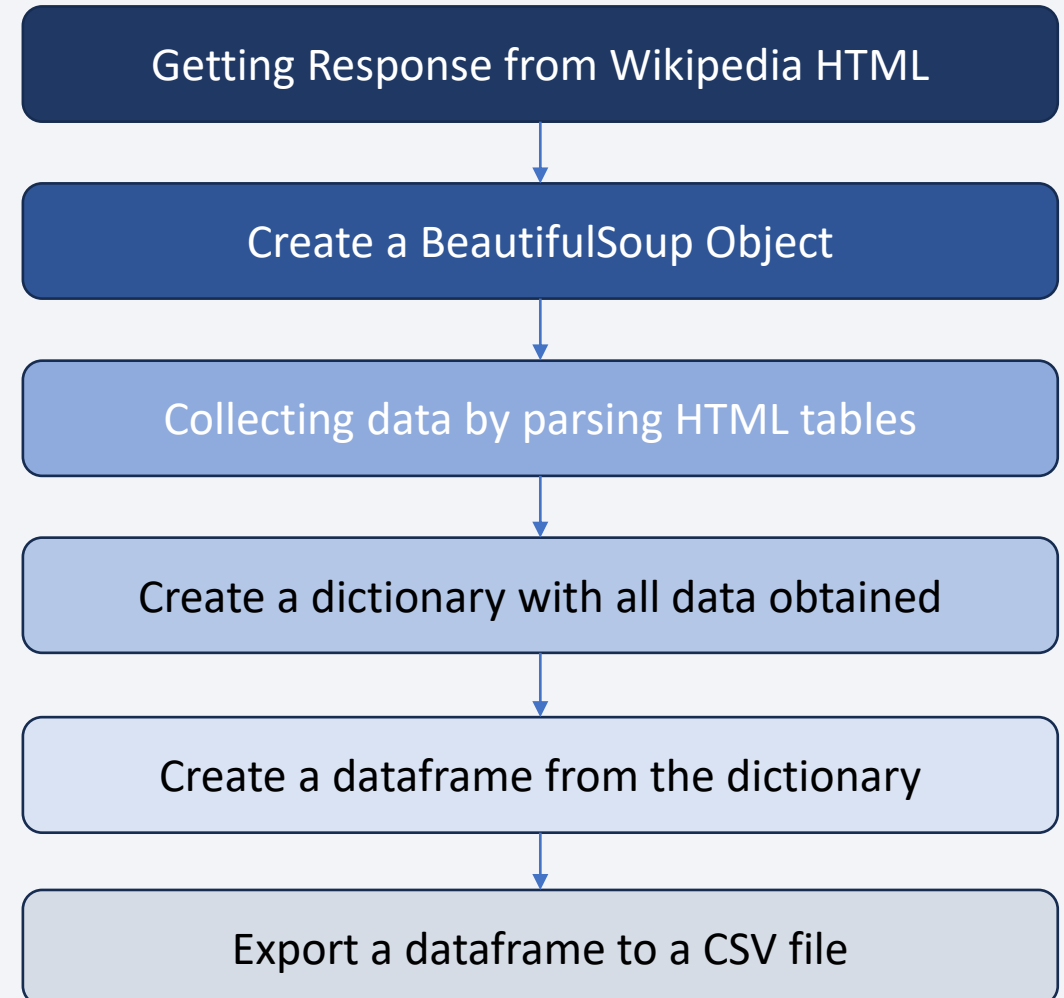 Getting Response from Wikipedia HTML
Create a BeautifulSoup Object
Collecting data by parsing HTML tables
Create a dictionary with all data obtained
Create a dataframe from the dictionary
Export a dataframe to a CSV file